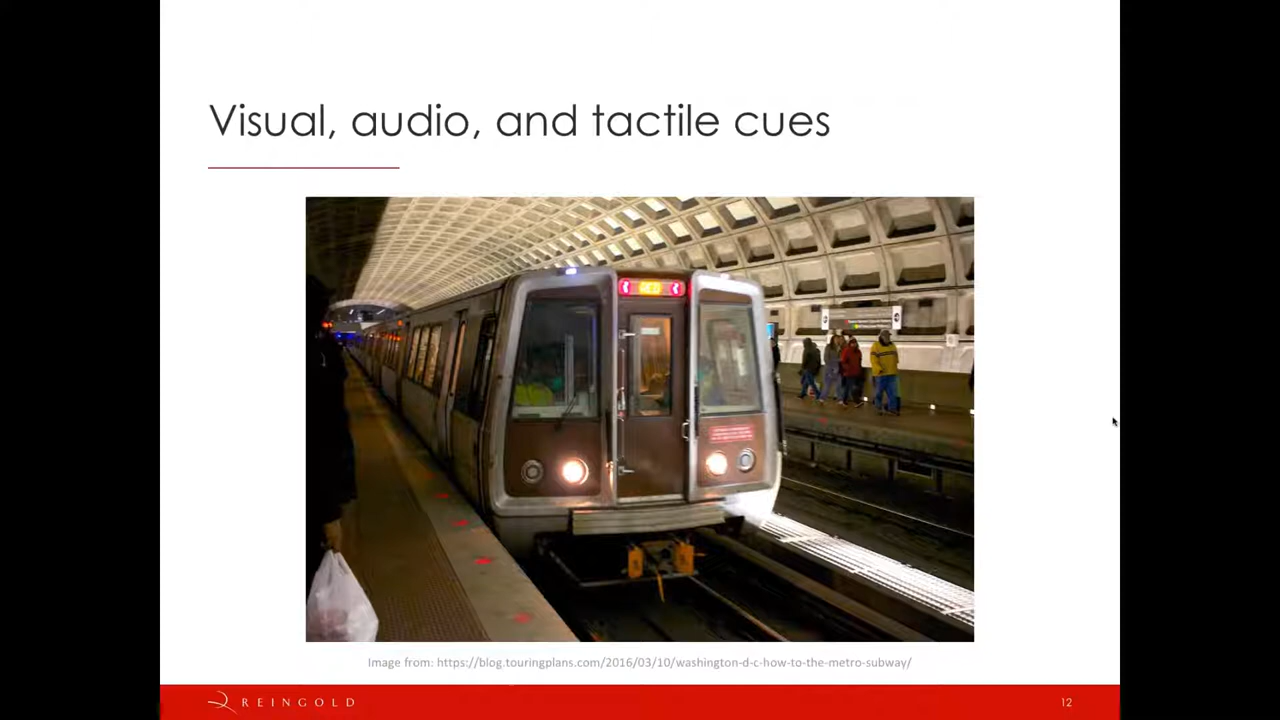 Visual, audio, and tactile cues
RED
Image from: https://blog.touringplans.com/2016/03/10/washington-d-c-how-to-the-metro-subway/
REINGOLD
12